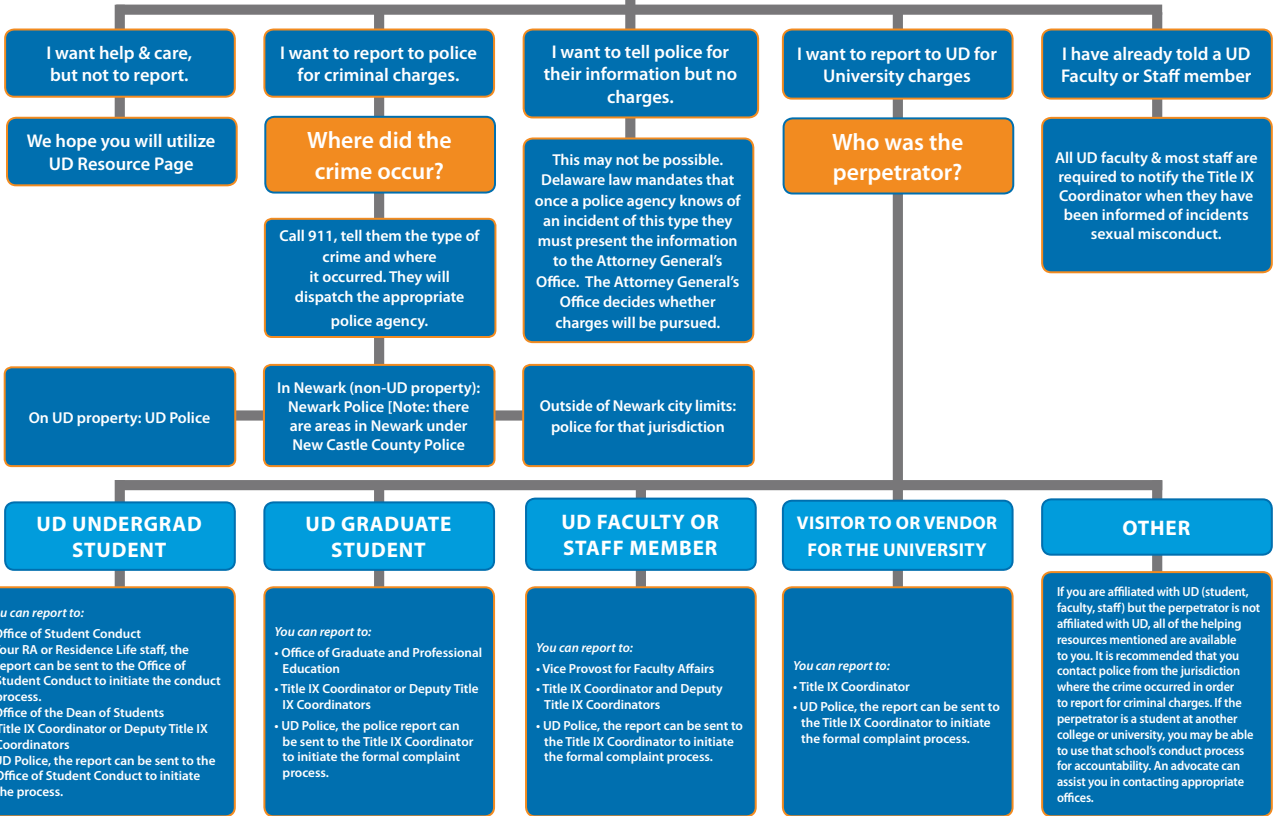 I want help & care,
but not to report.
I want to report to police
for criminal charges.
I want to tell police for
their information but no
charges.
I want to report to UD for
University charges
I have already told a UD
Faculty or Staff member
We hope you will utilize
UD Resource Page
Where did the
crime occur?
This may not be possible.
Delaware law mandates that
once a police agency knows of
an incident of this type they
must present the information
to the Attorney General's
Office. The Attorney General's
Office decides whether
charges will be pursued.
Who was the
perpetrator?
All UD faculty & most staff are
required to notify the Title IX
Coordinator when they have
been informed of incidents
sexual misconduct.
Call 911, tell them the type of
crime and where
it occurred. They will
dispatch the appropriate
police agency.
On UD property: UD Police
In Newark (non-UD property):
Newark Police [Note: there
are areas in Newark under
New Castle County Police
Outside of Newark city limits:
police for that jurisdiction
UD UNDERGRAD
STUDENT
UD GRADUATE
STUDENT
UD FACULTY OR
STAFF MEMBER
VISITOR TO OR VENDOR
FOR THE UNIVERSITY
OTHER
can report to:
Office of Student Conduct
RA or Residence Life staff, the
report can be sent to the Office of
Student Conduct to initiate the conduct
process.
Office of the Dean of Students
Title IX Coordinator or Deputy Title IX
Coordinators
UD Police, the report can be sent to the
Office of Student Conduct to initiate
the process.
You can report to:
• Office of Graduate and Professional
Education
• Title IX Coordinator or Deputy Title
IX Coordinators
• UD Police, the police report can
be sent to the Title IX Coordinator
to initiate the formal complaint
process.
You can report to:
• Vice Provost for Faculty Affairs
• Title IX Coordinator and Deputy
Title IX Coordinators
• UD Police, the report can be sent to
the Title IX Coordinator to initiate
the formal complaint process.
You can report to:
• Title IX Coordinator
• UD Police, the report can be sent to
the Title IX Coordinator to initiate
the formal complaint process.
If you are affiliated with UD (student,
faculty, staff) but the perpetrator is not
affiliated with UD, all of the helping
resources mentioned are available
to you. It is recommended that you
contact police from the jurisdiction
where the crime occurred in order
to report for criminal charges. If the
perpetrator is a student at another
college or university, you may be able
to use that school's conduct process
for accountability. An advocate can
assist you in contacting appropriate
offices.